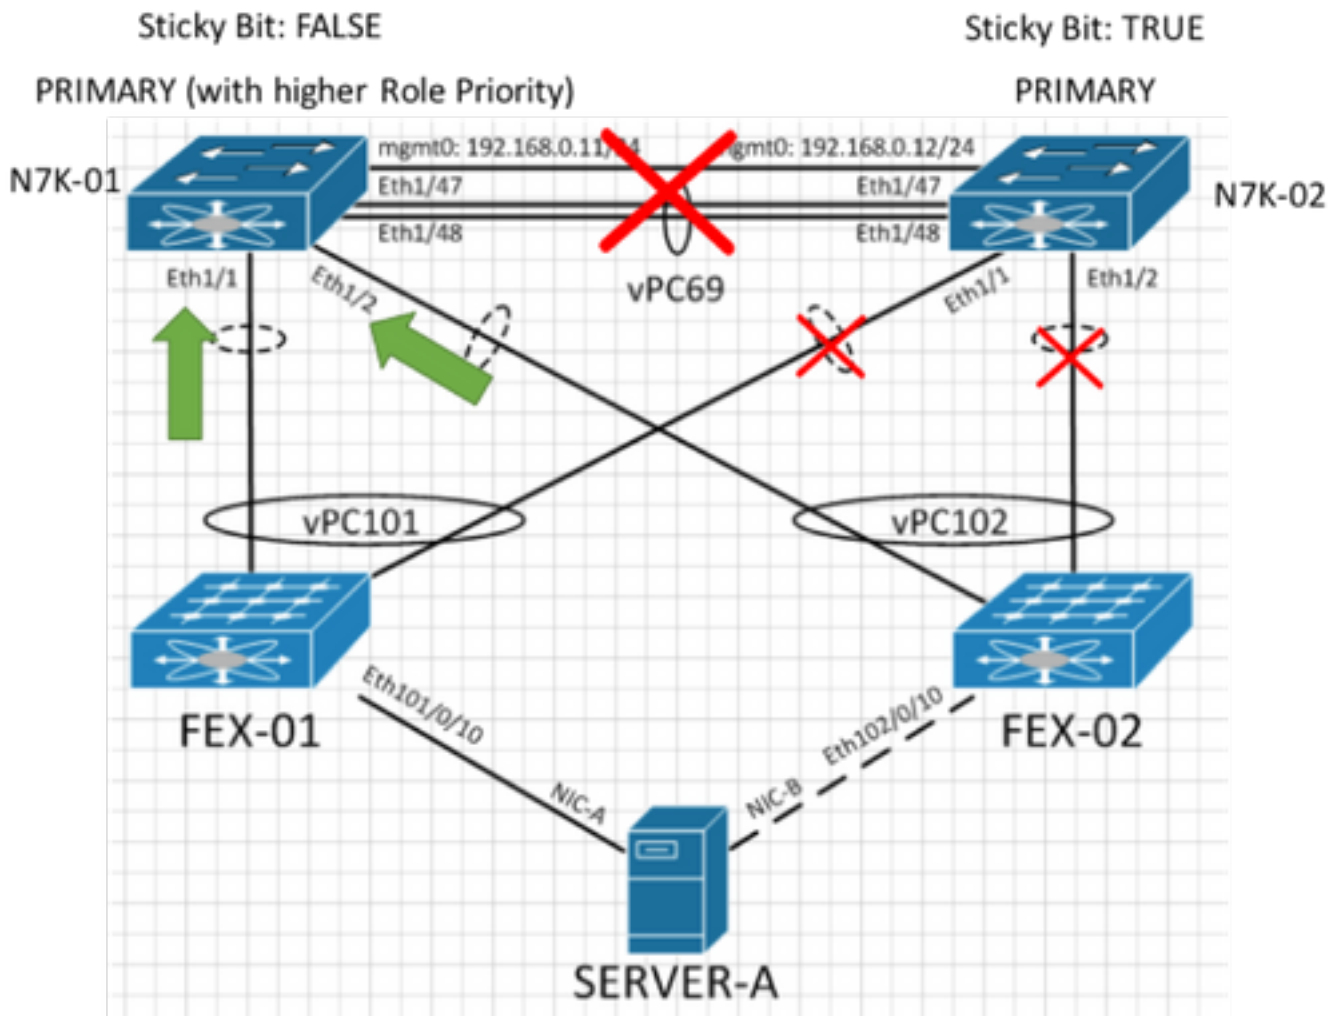 Sticky Bit: FALSE
Sticky Bit: TRUE
PRIMARY (with higher Role Priority)
PRIMARY
mgmt0: 192.168.0.11/24
mgmt0: 192.168.0.12/24
N7K-01
Eth1/47
Eth1/47
N7K-02
Eth1/48
Eth1/48
Eth1/1
Eth1/2
vPC69
Eth1/1
Eth1/2
vPC101
vPC102
Eth101/0/10
Eth102/0/10
FEX-01
FEX-02
NIC-A
NIC-B
SERVER-A